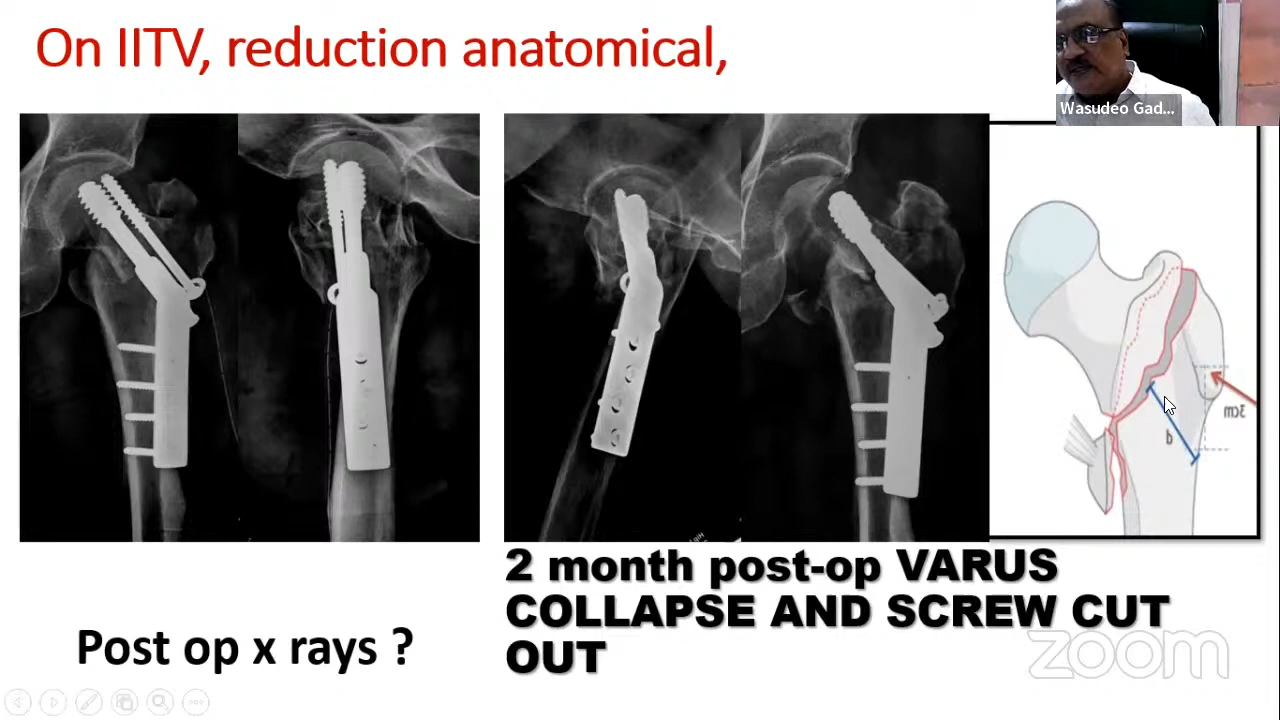 On IITV, reduction anatomical,
Wasudeo Gad...
3cm
d
2 month post-op VARUS
COLLAPSE AND SCREW CUT
OUT
Post op x rays ?
zoom